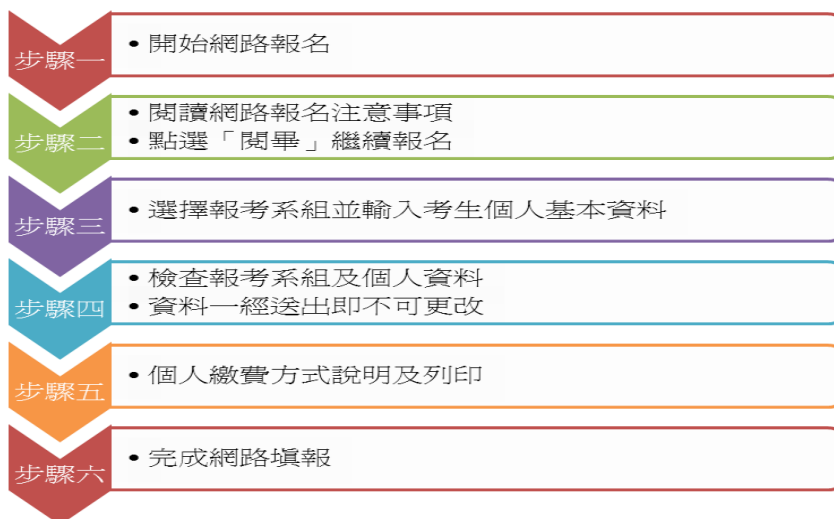 步驟一
• 開始網路報名
步驟二
• 閱讀網路報名注意事項
• 點選「閱畢」繼續報名
步驟三
• 選擇報考系組並輸入考生個人基本資料
步驟四
• 檢查報考系組及個人資料
• 資料一經送出即不可更改
步驟五
• 個人繳費方式說明及列印
步驟六
• 完成網路填報